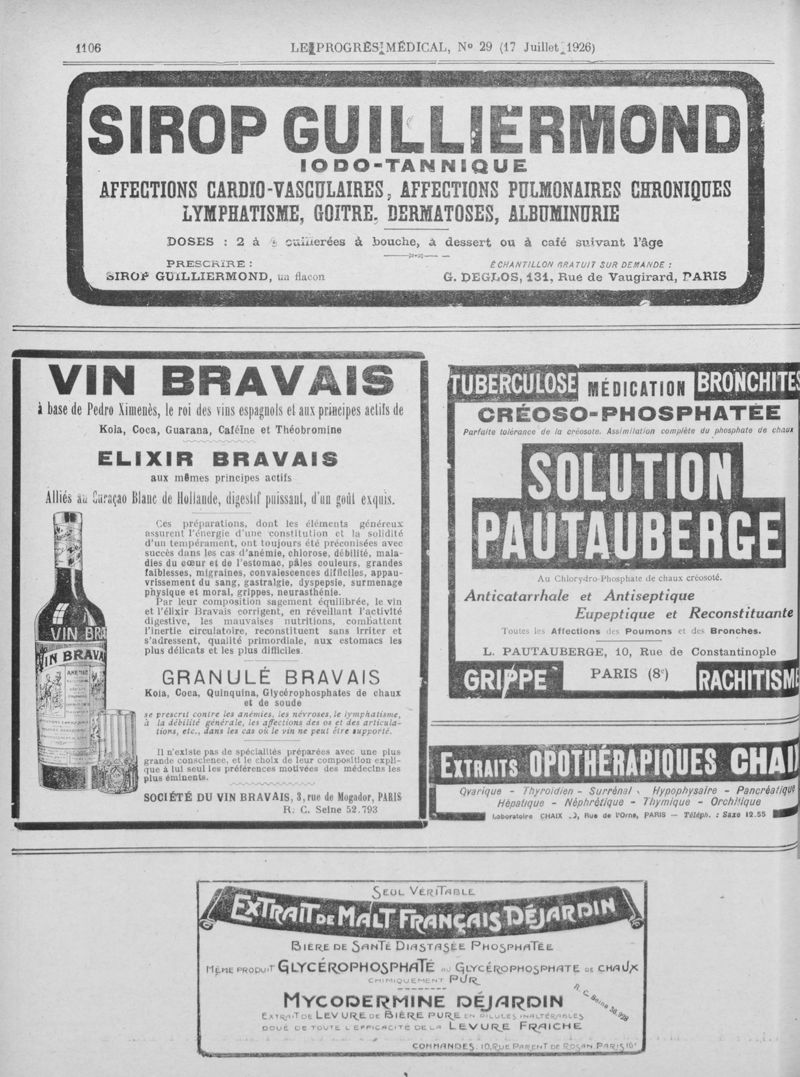 1106
LE PROGRÈS MÉDICAL, No 29 (17 Juillet 1926)
SIROP GUILLIERMOND
IODO-TANNIQUE
AFFECTIONS CARDIO-VASCULAIRES, AFFECTIONS PULMONAIRES CHRONIQUES
LYMPHATISME, GOITRE, DERMATOSES, ALBUMINURIE
DOSES : 2 à cuillerées à bouche, à dessert ou à café suivant l'âge
PRESCRIRE :
SIROP GUILLIERMOND, un flacon
ÉCHANTILLON GRATUIT SUR DEMANDE :
G. DEGLOS, 131, Rue de Vaugirard, PARIS
VIN BRAVAIS
à base de Pedro Ximenès, le roi des vins espagnols et aux principes actifs de
Kola, Coca, Guarana, Caféine et Théobromine
ELIXIR BRAVAIS
aux mêmes principes actifs
Alliés au Curaçao Blanc de Hollande, digestif puissant, d'un goût exquis.
Ces préparations, dont les éléments généreux
assurent l'énergie d'une constitution et la solidité
d'un tempérament, ont toujours été préconisées avec
succès dans les cas d'anémie, chlorose, débilité, mala-
dies du cœur et de l'estomac, pâles couleurs, grandes
faiblesses, migraines, convalescences difficiles, appau-
vrissement du sang, gastralgie, dyspepsie, surmenage
physique et moral, grippes, neurasthénie.
Par leur composition sagement équilibrée, le vin
et l'élixir Bravais corrigent, en réveillant l'activité
digestive, les mauvaises nutritions, combattent
l'inertie circulatoire, reconstituent sans irriter et
s'adressent, qualité primordiale, aux estomacs les
plus délicats et les plus difficiles.
VIN BRA
VIN BRAVAI
ANÉMIE
GRANULÉ BRAVAIS
Kola, Coca, Quinquina, Glycérophosphates de chaux
et de soude
se prescrit contre les anémies, les névroses, le lymphatisme,
à la débilité générale, les affections des os et des articula-
tions, etc., dans les cas où le vin ne peut être supporté.
Il n'existe pas de spécialités préparées avec une plus
grande conscience, et le choix de leur composition expli-
que à lui seul les préférences motivées des médecins les
plus éminents.
SOCIÉTÉ DU VIN BRAVAIS, 3, rue de Mogador, PARIS
R. C. Seine 52.793
TUBERCULOSE MÉDICATION BRONCHITES
CRÉOSO-PHOSPHATÉE
Parfaite tolérance de la créosote. Assimilation complète du phosphate de chaux
SOLUTION
PAUTAUBERGE
Au Chlorydro-Phosphate de chaux créosoté.
Anticatarrhale et Antiseptique
Eupeptique et Reconstituante
Toutes les Affections des Poumons et des Bronches.
L. PAUTAUBERGE, 10, Rue de Constantinople
GRIPPE PARIS (8e) RACHITISME
EXTRAITS OPOTHÉRAPIQUES CHAIX
Ovarique - Thyroïdien - Surrénal, Hypophysaire - Pancréatique
Hépatique - Néphrétique - Thymique - Orchitique
Laboratoire CHAIX Rue de l'Orne, PARIS — Téléph. : Saxe 12.55
SEUL VÉRITABLE
EXTRAIT DE MALT FRANÇAIS DÉJARDIN
BIÈRE DE SANTÉ DIASTASÉE PHOSPHATÉE
MÊME PRODUIT GLYCÉROPHOSPHATÉ AU GLYCÉROPHOSPHATE DE CHAUX
CHIMIQUEMENT PUR
MYCODERMINE DÉJARDIN
R. C. Seine 56.928
EXTRAIT DE LEVURE DE BIÈRE PURE EN PILULES INALTÉRABLES
DOUÉ DE TOUTE L'EFFICACITÉ DE LA LEVURE FRAICHE
COMMANDES: 10, RUE PARENT DE ROSAN PARIS 16e